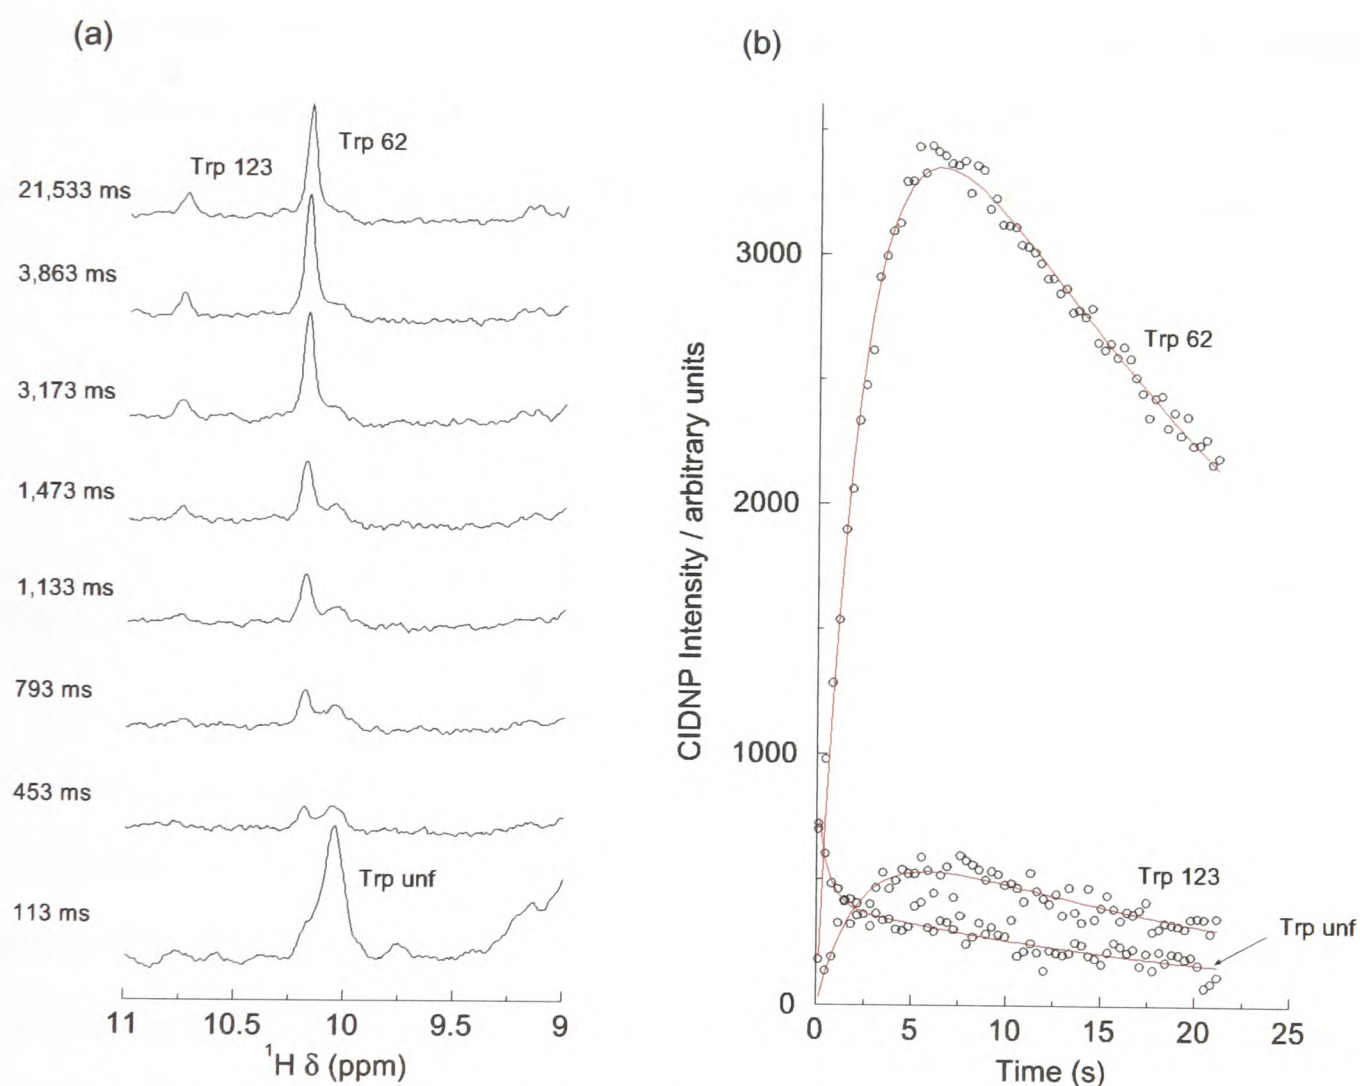 (a)
Trp 62
Trp 123
21,533 ms
3,863 ms
3,173 ms
1,473 ms
1,133 ms
793 ms
453 ms
Trp unf
113 ms
11 10.5 10 9.5 9
¹H δ (ppm)
(b)
CIDNP Intensity / arbitrary units
3000
2000
1000
0
Trp 62
Trp 123
Trp unf
0 5 10 15 20 25
Time (s)